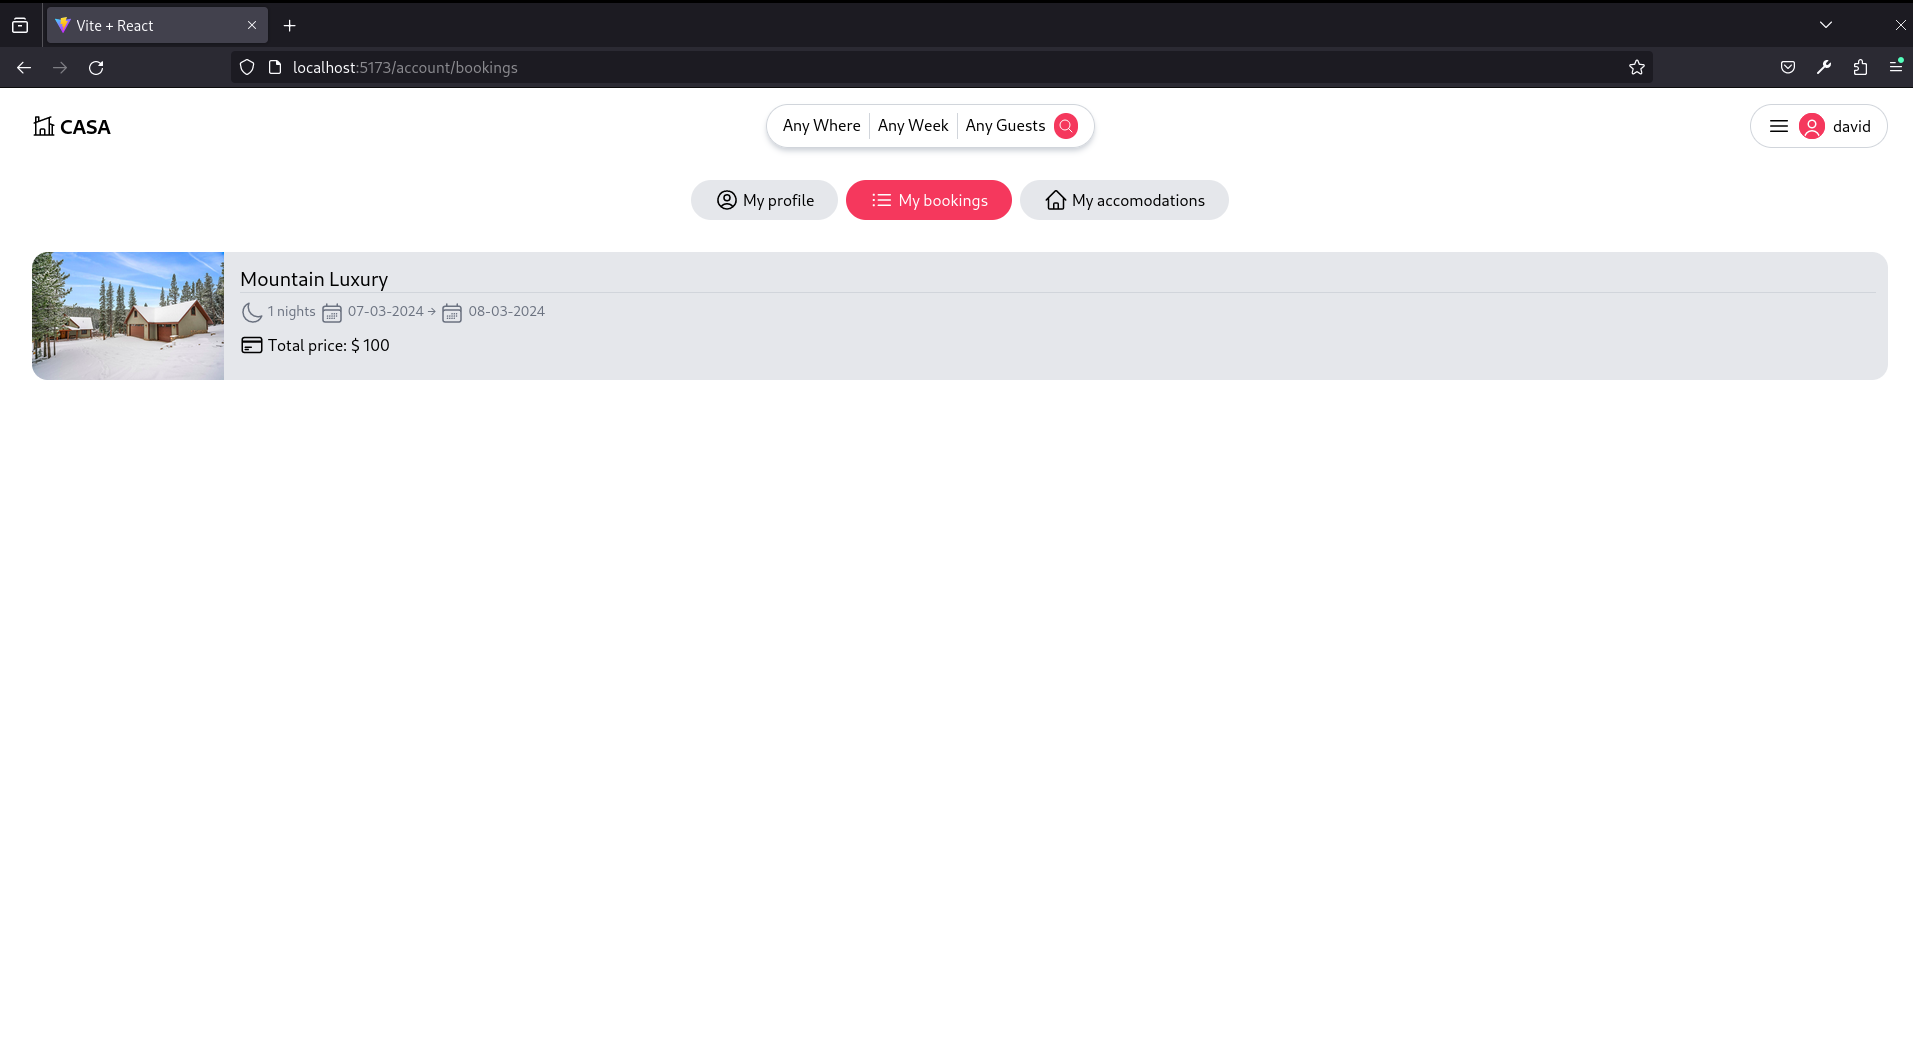 Vite + React
localhost:5173/account/bookings
CASA
Any Where Any Week Any Guests
david
My profile My bookings My accomodations
Mountain Luxury
1 nights 07-03-2024 → 08-03-2024
Total price: $ 100